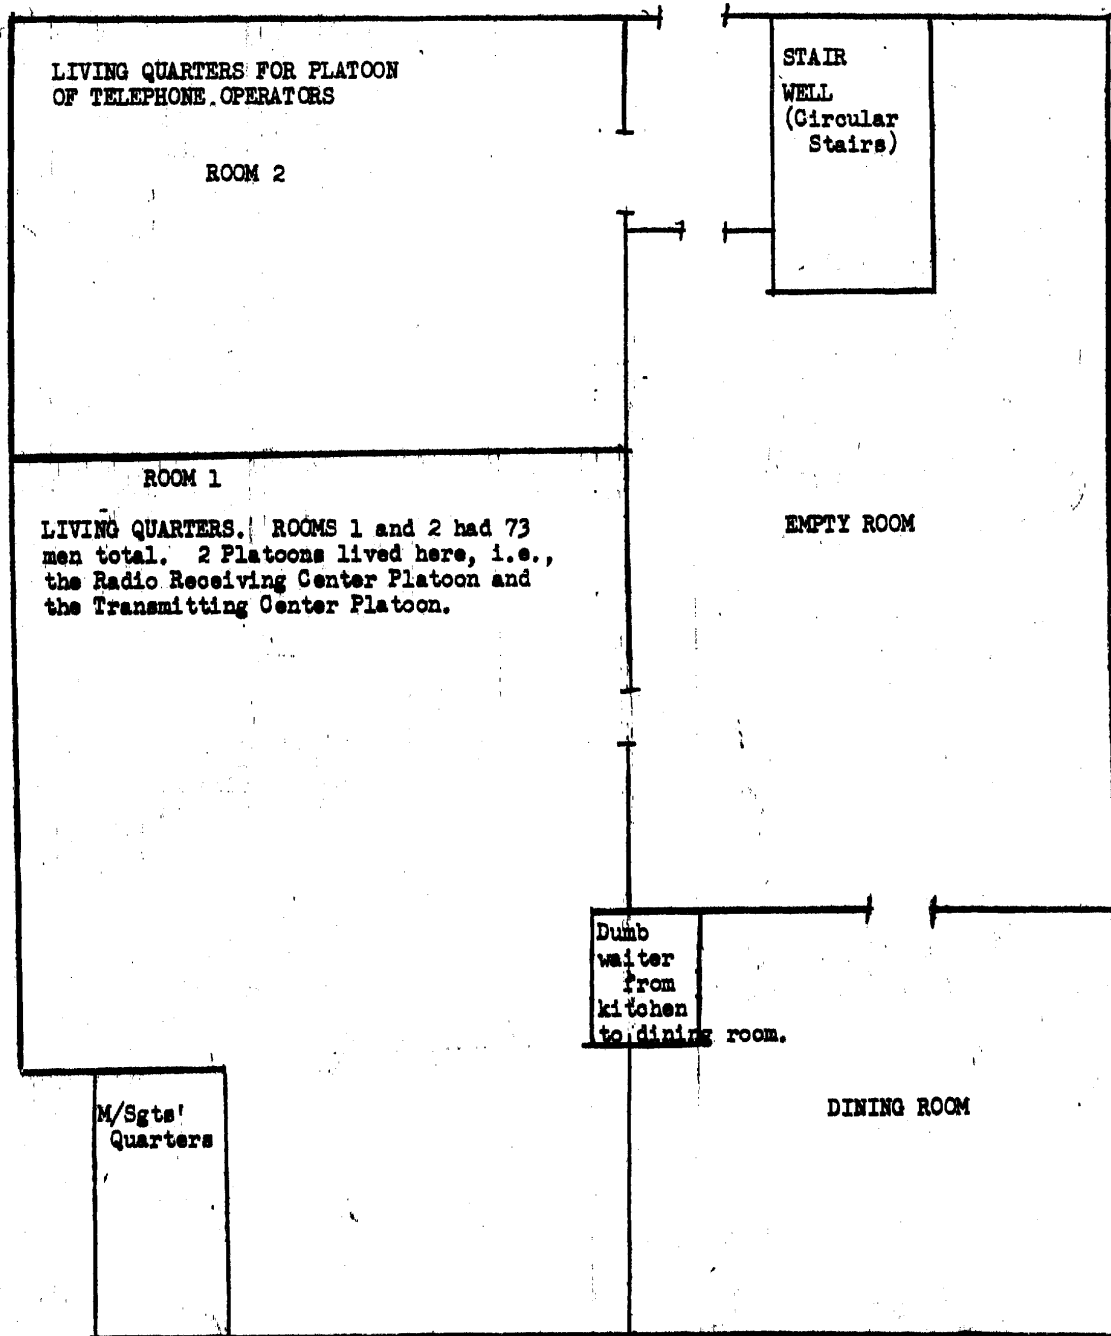 LIVING QUARTERS FOR PLATOON
OF TELEPHONE OPERATORS
ROOM 2
STAIR
WELL
(Circular
Stairs)
ROOM 1
LIVING QUARTERS. ROOMS 1 and 2 had 73
men total. 2 Platoons lived here, i.e.,
the Radio Receiving Center Platoon and
the Transmitting Center Platoon.
EMPTY ROOM
Dumb
waiter
from
kitchen
to dining room.
M/Sgts'
Quarters
DINING ROOM